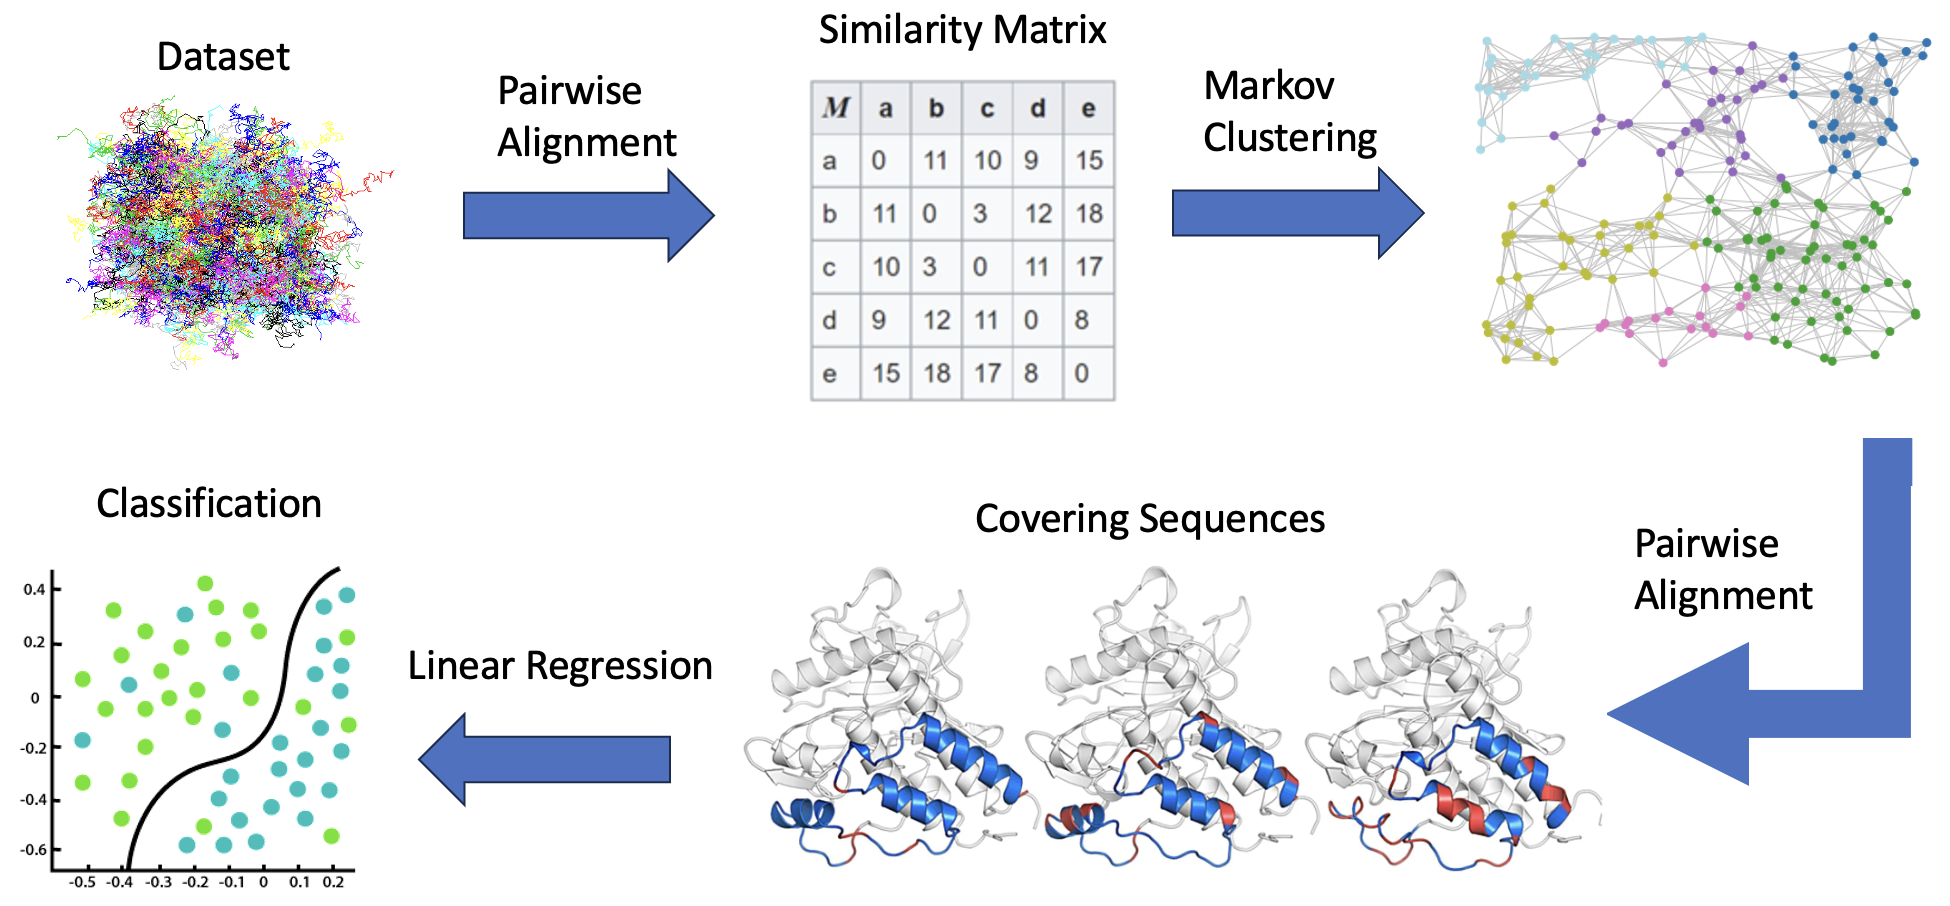 Dataset
Pairwise
Alignment
Similarity Matrix
M a b c d e
a 0 11 10 9 15
b 11 0 3 12 18
c 10 3 0 11 17
d 9 12 11 0 8
e 15 18 17 8 0
Markov
Clustering
Pairwise
Alignment
Covering Sequences
Linear Regression
Classification
0.4
0.2
0
-0.2
-0.4
-0.6
-0.5 -0.4 -0.3 -0.2 -0.1 0 0.1 0.2